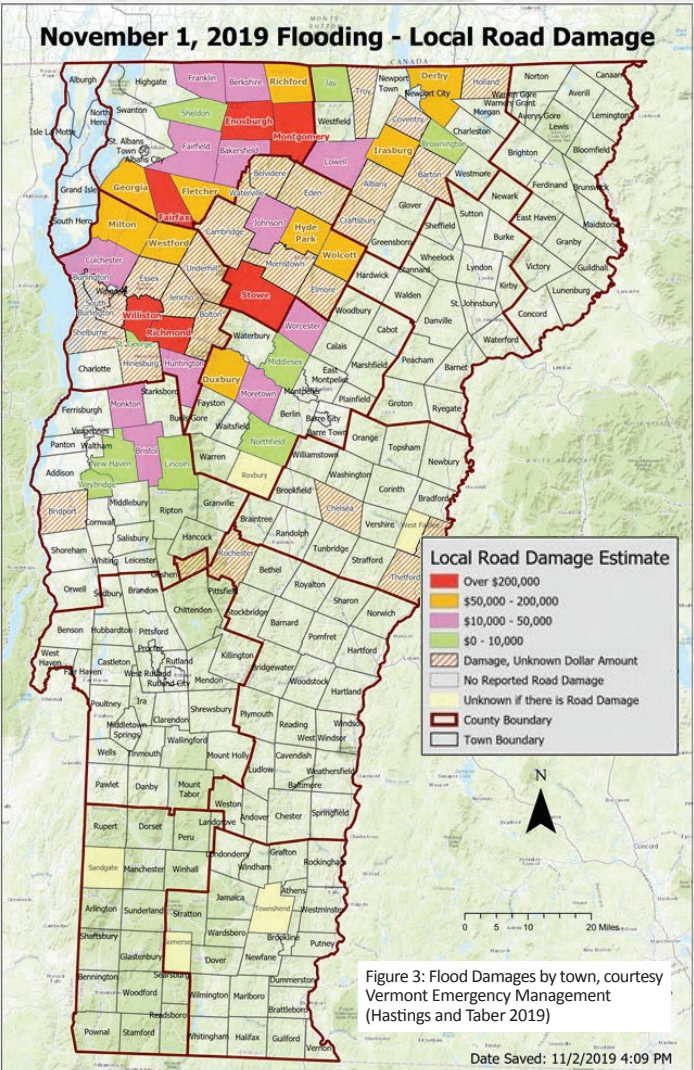 November 1, 2019 Flooding - Local Road Damage
CANADA
Alburgh
Highgate
Franklin
Berkshire
Richford
Jay
Troy
Newport
Town
Derby
Newport City
Holland
Norton
Canaan
Warren Gore
Warners Grant
Averill
North
Hero
Swanton
Sheldon
Enosburgh
Montgomery
Westfield
Coventry
Morgan
Charleston
Averys Gore
Lewis
Lemington
Isle La Motte
St. Albans
Town
St. Albans City
Fairfield
Bakersfield
Lowell
Irasburg
Brownington
Brighton
Bloomfield
Grand Isle
Georgia
Fairfax
Fletcher
Waterville
Belvidere
Eden
Albany
Barton
Westmore
Newark
Ferdinand
Brunswick
South Hero
Milton
Westford
Cambridge
Johnson
Hyde
Park
Craftsbury
Glover
Sutton
East Haven
Maidstone
Greensboro
Sheffield
Burke
Granby
Colchester
Essex
Underhill
Morristown
Wolcott
Wheelock
Victory
Guildhall
Burlington
Jericho
Stowe
Elmore
Hardwick
Stannard
Lyndon
Kirby
Lunenburg
South
Burlington
Williston
Richmond
Bolton
Woodbury
Walden
St. Johnsbury
Concord
Shelburne
St. George
Worcester
Cabot
Danville
Waterford
Hinesburg
Huntington
Waterbury
Middlesex
Calais
Charlotte
Duxbury
East
Montpelier
Marshfield
Peacham
Barnet
Starksboro
Moretown
Montpelier
Plainfield
Ferrisburgh
Monkton
Buels Gore
Fayston
Berlin
Barre City
Groton
Ryegate
Vergennes
Waitsfield
Barre Town
Panton
Waltham
Bristol
Northfield
Orange
Topsham
New Haven
Lincoln
Warren
Williamstown
Newbury
Addison
Weybridge
Roxbury
Washington
Middlebury
Ripton
Granville
Brookfield
Corinth
Bradford
Bridport
Cornwall
Chelsea
Salisbury
Hancock
Braintree
Randolph
Vershire
West Fairlee
Shoreham
Tunbridge
Whiting
Leicester
Rochester
Strafford
Goshen
Bethel
Thetford
Orwell
Sudbury
Brandon
Pittsfield
Royalton
Sharon
Chittenden
Stockbridge
Norwich
Benson
Hubbardton
Pittsford
Barnard
Pomfret
Proctor
West
Haven
Castleton
Rutland
Killington
Hartford
Fair Haven
West Rutland
Rutland City
Mendon
Bridgewater
Woodstock
Hartland
Poultney
Ira
Shrewsbury
Plymouth
Middletown
Springs
Clarendon
Reading
Windsor
West Windsor
Wells
Tinmouth
Wallingford
Mount Holly
Cavendish
Ludlow
Weathersfield
Baltimore
Pawlet
Danby
Mount
Tabor
Weston
Andover
Chester
Springfield
Landgrove
Rupert
Dorset
Peru
Londonderry
Grafton
Rockingham
Sandgate
Manchester
Winhall
Windham
Athens
Jamaica
Townshend
Westminster
Arlington
Sunderland
Stratton
Wardsboro
Brookline
Shaftsbury
Somerset
Putney
Glastenbury
Dover
Newfane
Bennington
Searsburg
Dummerston
Woodford
Wilmington
Marlboro
Brattleboro
Readsboro
Pownal
Stamford
Whitingham
Halifax
Guilford
Vernon
Local Road Damage Estimate
Over $200,000
$50,000 - 200,000
$10,000 - 50,000
$0 - 10,000
Damage, Unknown Dollar Amount
No Reported Road Damage
Unknown if there is Road Damage
County Boundary
Town Boundary
N
0 5 10 20 Miles
Figure 3: Flood Damages by town, courtesy
Vermont Emergency Management
(Hastings and Taber 2019)
Date Saved: 11/2/2019 4:09 PM